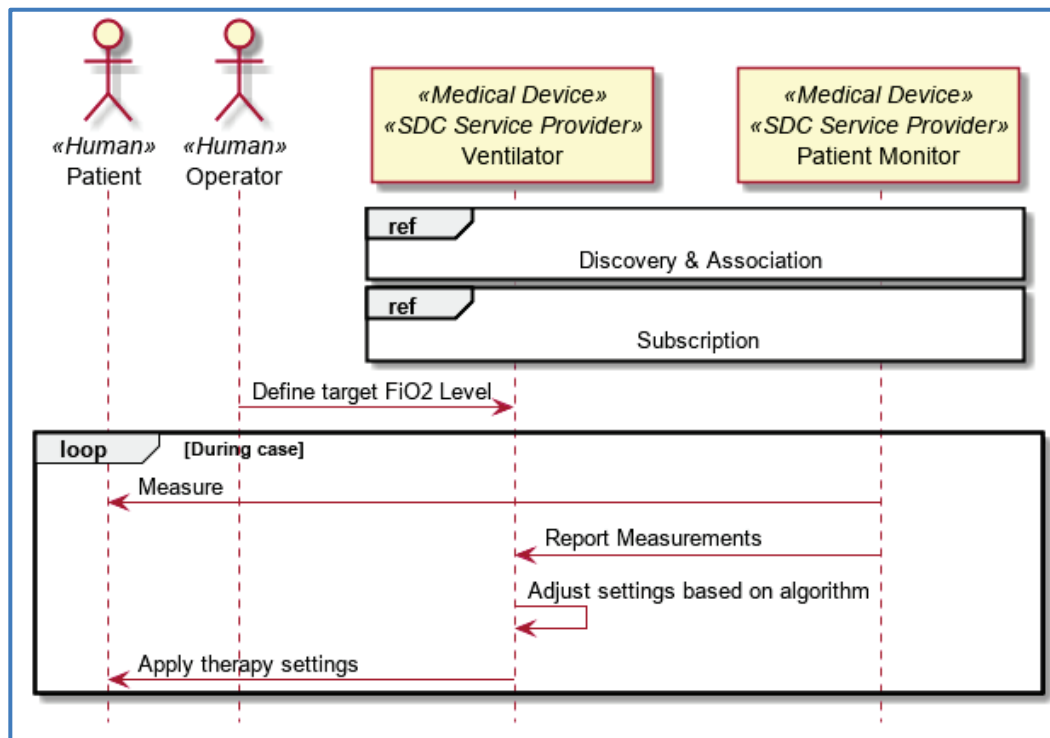 «Human»
Patient
«Human»
Operator
«Medical Device»
«SDC Service Provider»
Ventilator
«Medical Device»
«SDC Service Provider»
Patient Monitor
ref
Discovery & Association
ref
Subscription
Define target FiO2 Level
loop [During case]
Measure
Report Measurements
Adjust settings based on algorithm
Apply therapy settings